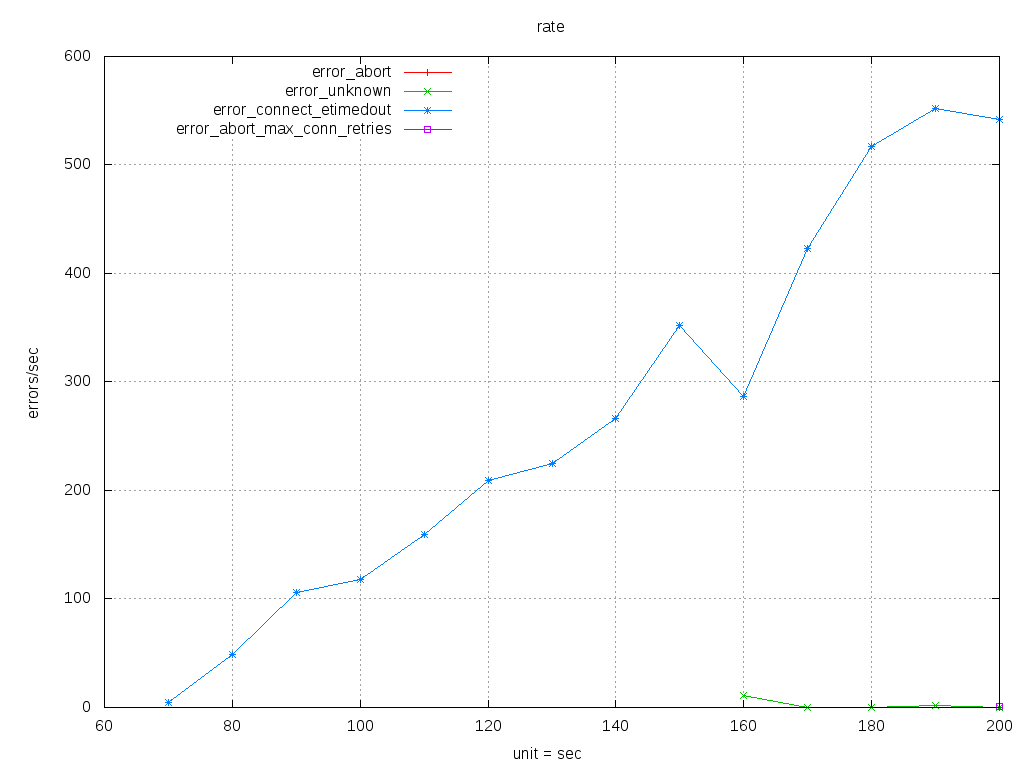 rate
600
500
400
300
200
100
0
errors/sec
error_abort
error_unknown
error_connect_etimedout
error_abort_max_conn_retries
60 80 100 120 140 160 180 200
unit = sec